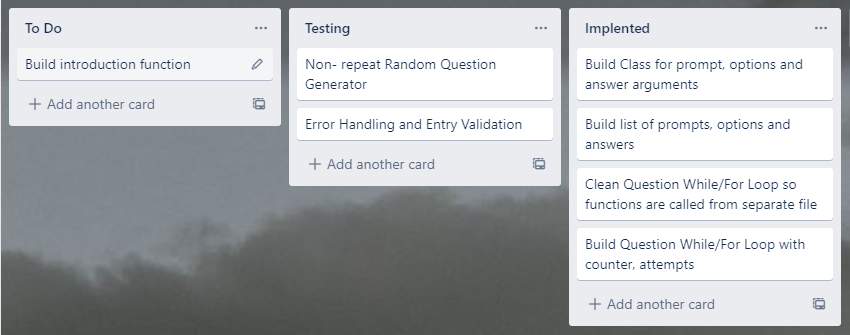 To Do
Build introduction function
Add another card
Testing
Non- repeat Random Question
Generator
Error Handling and Entry Validation
Add another card
Implented
Build Class for prompt, options and
answer arguments
Build list of prompts, options and
answers
Clean Question While/For Loop so
functions are called from separate file
Build Question While/For Loop with
counter, attempts
Add another card